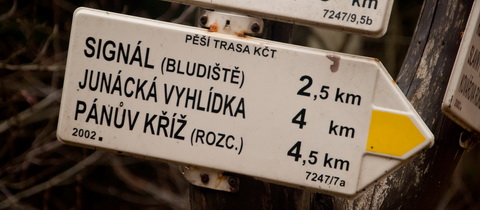 7247/9,5b
PĚŠÍ TRASA KČT
SIGNÁL (BLUDIŠTĚ) 2,5 km
JUNÁCKÁ VYHLÍDKA 4 km
PÁNŮV KŘÍŽ (ROZC.) 4,5 km
2002 7247/7a